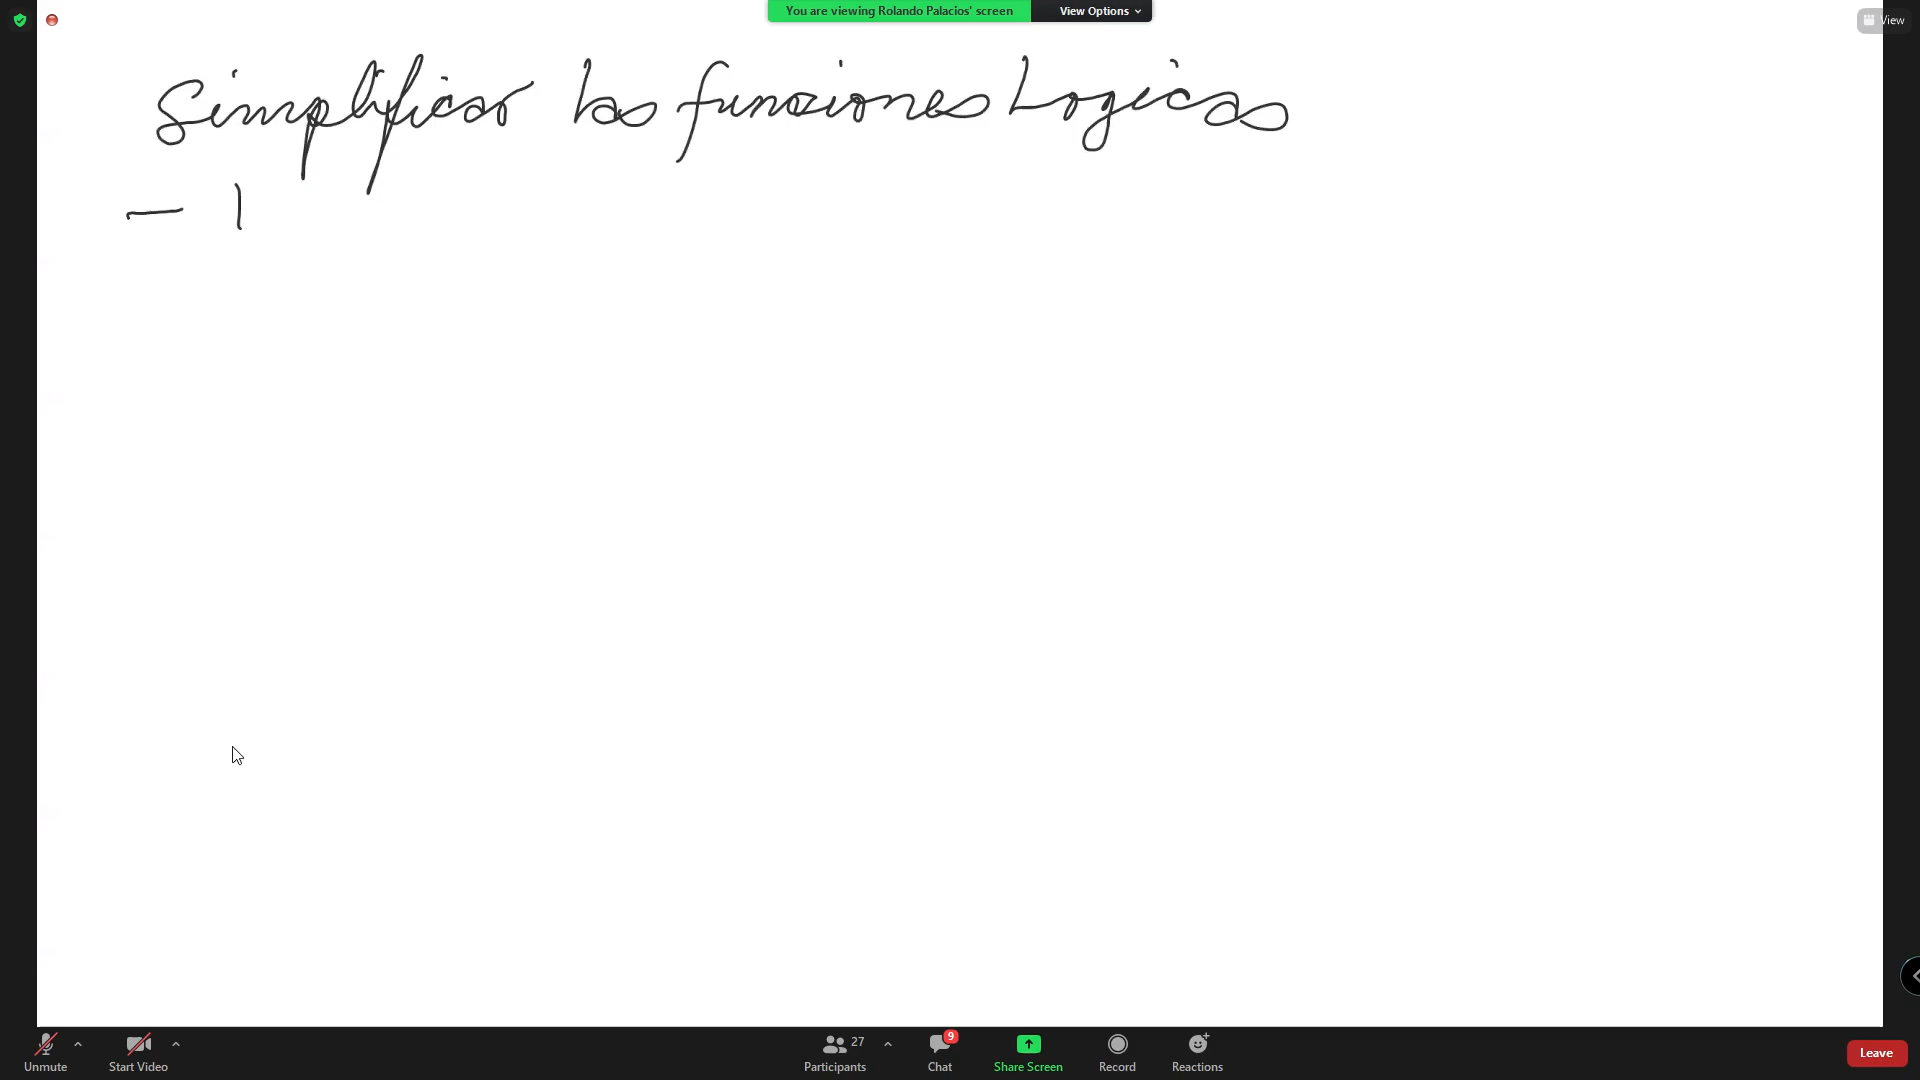 You are viewing Rolando Palacios' screen View Options
View
Simplificar las funciones Logicas
— 1
27 9
Unmute Start Video Participants Chat Share Screen Record Reactions Leave